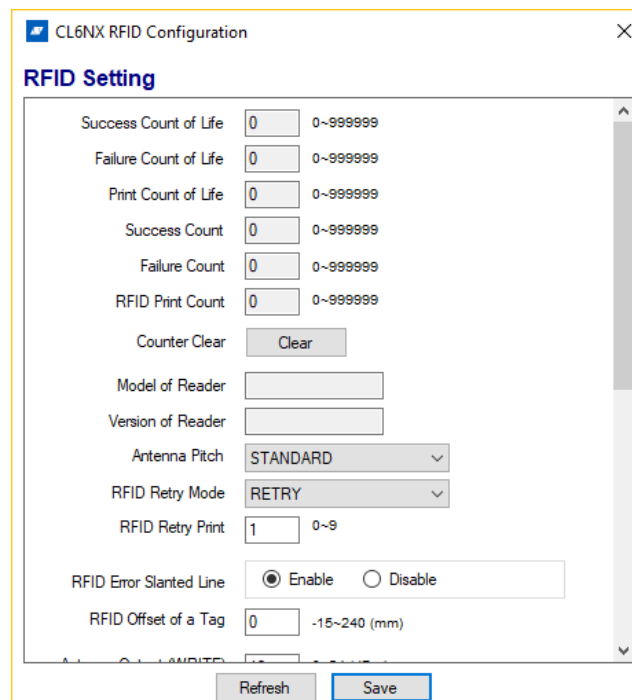 CL6NX RFID Configuration
RFID Setting
Success Count of Life 0 0~999999
Failure Count of Life 0 0~999999
Print Count of Life 0 0~999999
Success Count 0 0~999999
Failure Count 0 0~999999
RFID Print Count 0 0~999999
Counter Clear Clear
Model of Reader
Version of Reader
Antenna Pitch STANDARD
RFID Retry Mode RETRY
RFID Retry Print 1 0~9
RFID Error Slanted Line Enable Disable
RFID Offset of a Tag 0 -15~240 (mm)
Refresh Save